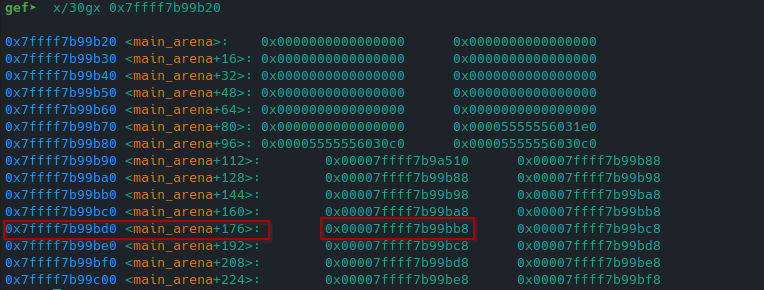 gef➤ x/30gx 0x7ffff7b99b20
0x7ffff7b99b20 <main_arena>: 0x0000000000000000 0x0000000000000000
0x7ffff7b99b30 <main_arena+16>: 0x0000000000000000 0x0000000000000000
0x7ffff7b99b40 <main_arena+32>: 0x0000000000000000 0x0000000000000000
0x7ffff7b99b50 <main_arena+48>: 0x0000000000000000 0x0000000000000000
0x7ffff7b99b60 <main_arena+64>: 0x0000000000000000 0x0000000000000000
0x7ffff7b99b70 <main_arena+80>: 0x0000000000000000 0x00005555556031e0
0x7ffff7b99b80 <main_arena+96>: 0x00005555556030c0 0x00005555556030c0
0x7ffff7b99b90 <main_arena+112>: 0x00007ffff7b9a510 0x00007ffff7b99b88
0x7ffff7b99ba0 <main_arena+128>: 0x00007ffff7b99b88 0x00007ffff7b99b98
0x7ffff7b99bb0 <main_arena+144>: 0x00007ffff7b99b98 0x00007ffff7b99ba8
0x7ffff7b99bc0 <main_arena+160>: 0x00007ffff7b99ba8 0x00007ffff7b99bb8
0x7ffff7b99bd0 <main_arena+176>: 0x00007ffff7b99bb8 0x00007ffff7b99bc8
0x7ffff7b99be0 <main_arena+192>: 0x00007ffff7b99bc8 0x00007ffff7b99bd8
0x7ffff7b99bf0 <main_arena+208>: 0x00007ffff7b99bd8 0x00007ffff7b99be8
0x7ffff7b99c00 <main_arena+224>: 0x00007ffff7b99be8 0x00007ffff7b99bf8